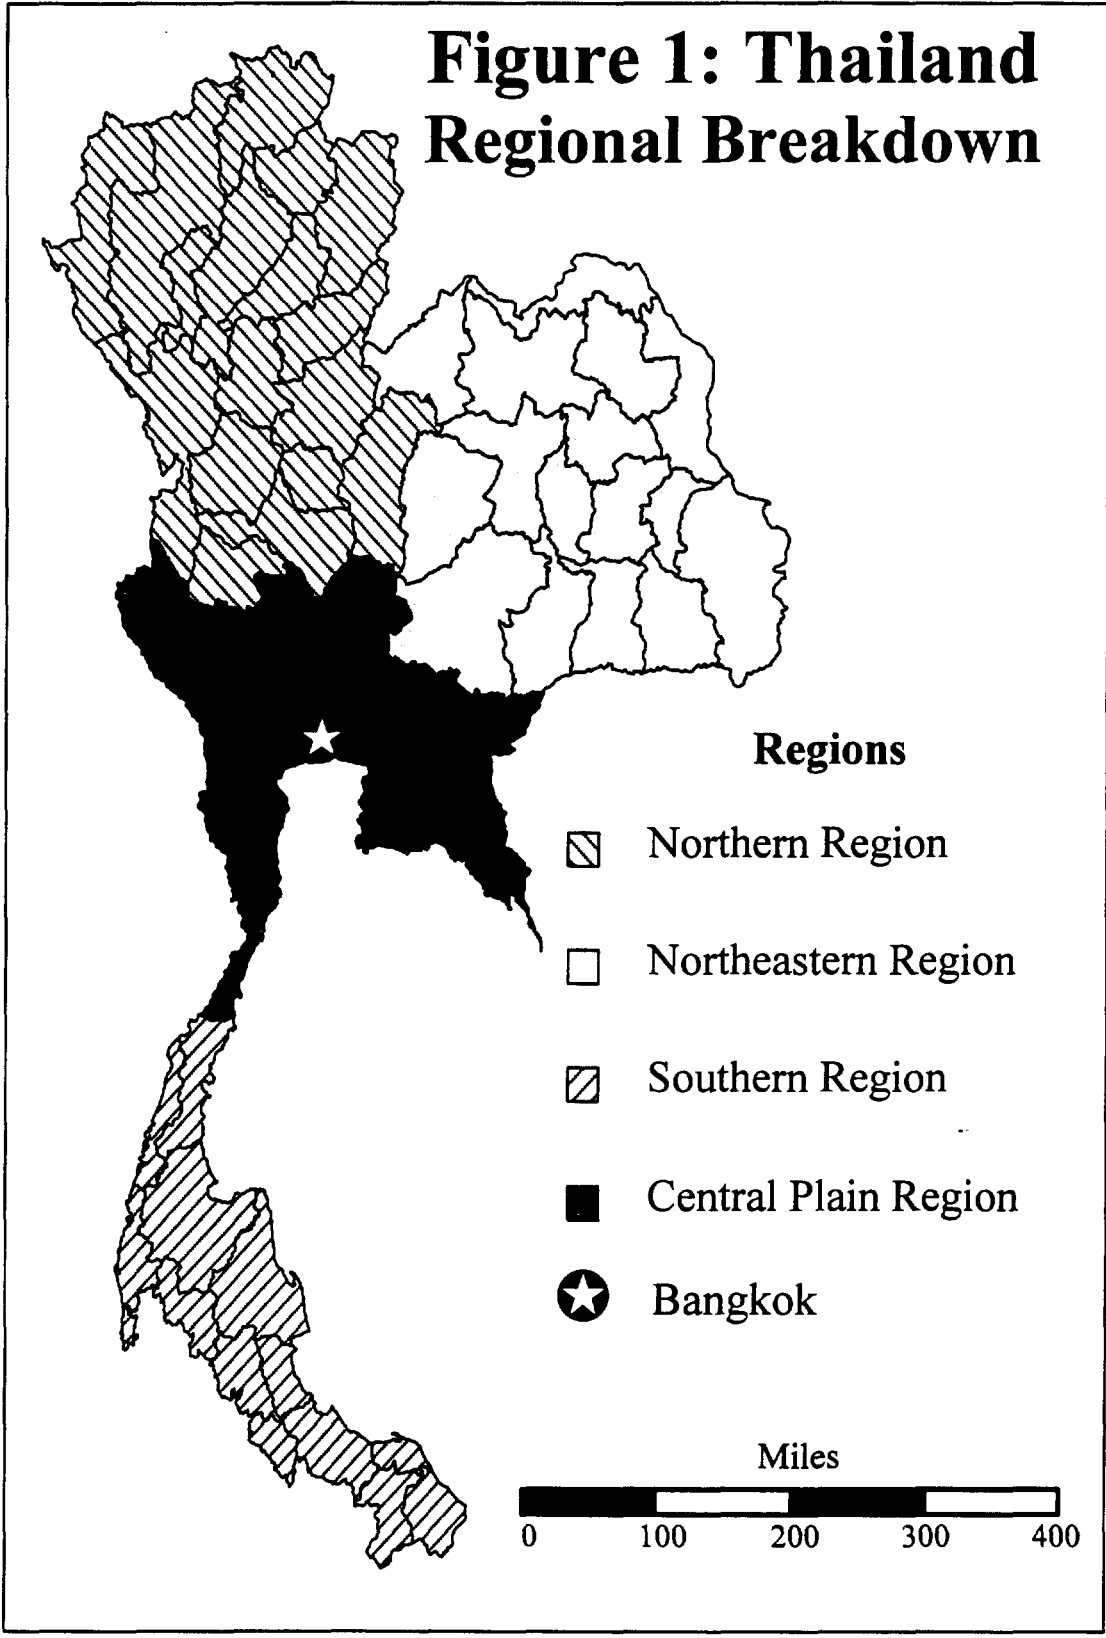 Figure 1: Thailand
Regional Breakdown
Regions
Northern Region
Northeastern Region
Southern Region
Central Plain Region
Bangkok
Miles
0 100 200 300 400